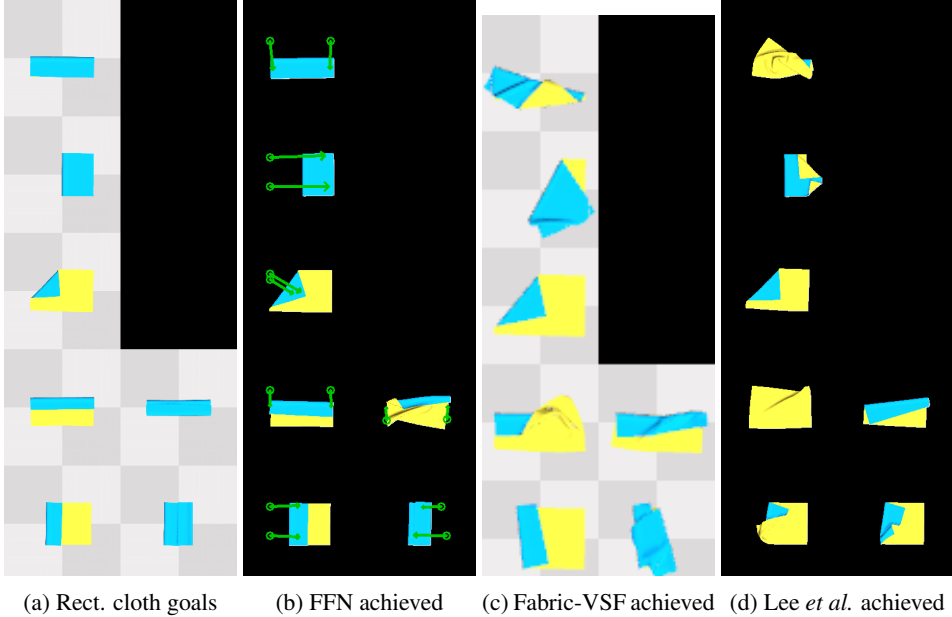 (a) Rect. cloth goals
(b) FFN achieved
(c) Fabric-VSF achieved
(d) Lee et al. achieved